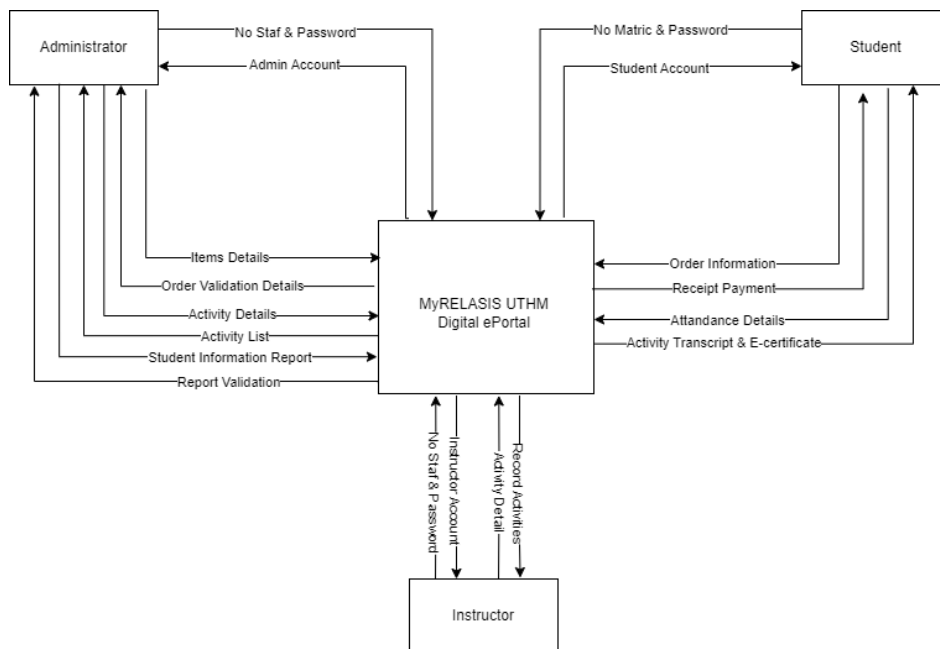 Administrator
No Staf & Password
Admin Account
No Matric & Password
Student Account
Student
Items Details
Order Validation Details
Activity Details
Activity List
Student Information Report
Report Validation
MyRELASIS UTHM
Digital ePortal
Order Information
Receipt Payment
Attandance Details
Activity Transcript & E-certificate
No Staf & Password
Instructor Account
Activity Detail
Record Activities
Instructor